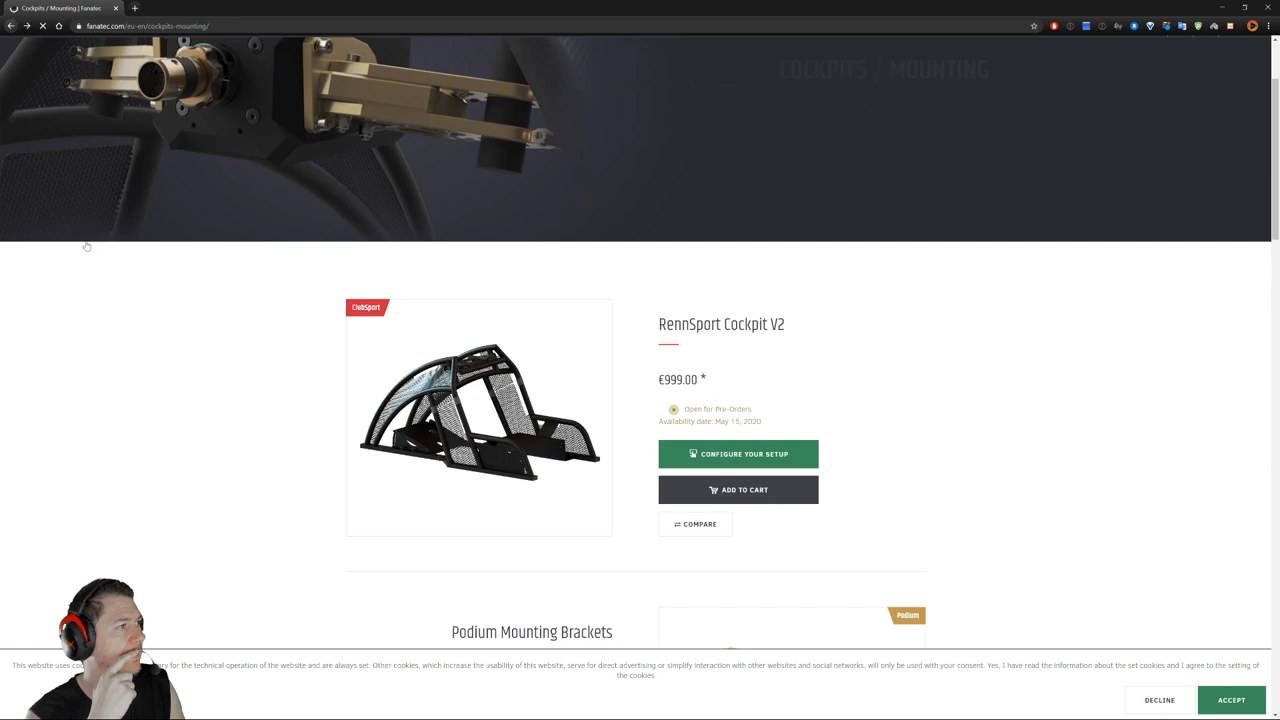 Cockpits / Mounting | Fanatec
fanatec.com/eu-en/cockpits-mounting/
COCKPITS / MOUNTING
ClubSport
RennSport Cockpit V2
€999.00 *
Open for Pre-Orders
Availability date: May 15, 2020
CONFIGURE YOUR SETUP
ADD TO CART
COMPARE
Podium
Podium Mounting Brackets
This website uses for the technical operation of the website and are always set. Other cookies, which increase the usability of this website, serve for direct advertising or simplify interaction with other websites and social networks, will only be used with your consent. Yes, I have read the information about the set cookies and I agree to the setting of
the cookies
DECLINE
ACCEPT